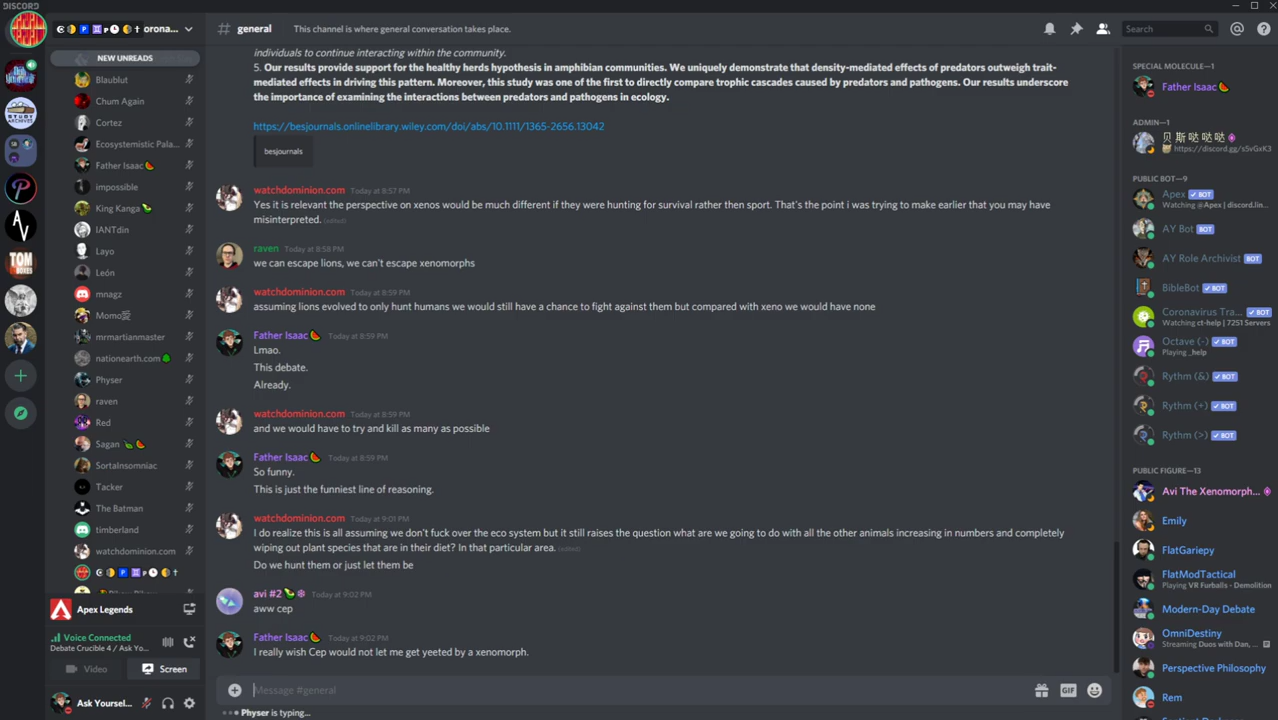 DISCORD
orona...
# general
This channel is where general conversation takes place.
Search
NEW UNREADS
Blaublut
Chum Again
Cortez
Ecosystemistic Pala...
Father Isaac
impossible
King Kanga
IANTdin
Layo
León
mnagz
Momo
mrmartianmaster
nationearth.com
Physer
raven
Red
Sagan
SortaInsomniac
Tacker
The Batman
timberland
watchdominion.com
Apex Legends
Voice Connected
Debate Crucible 4 / Ask Yo...
Video
Screen
Ask Yoursel...
STUDY
ARCHIVES
AV
TOM
BOXES
individuals to continue interacting within the community.
5. Our results provide support for the healthy herds hypothesis in amphibian communities. We uniquely demonstrate that density-mediated effects of predators outweigh trait-
mediated effects in driving this pattern. Moreover, this study was one of the first to directly compare trophic cascades caused by predators and pathogens. Our results underscore
the importance of examining the interactions between predators and pathogens in ecology.
https://besjournals.onlinelibrary.wiley.com/doi/abs/10.1111/1365-2656.13042
besjournals
watchdominion.com Today at 8:57 PM
Yes it is relevant the perspective on xenos would be much different if they were hunting for survival rather then sport. That's the point i was trying to make earlier that you may have
misinterpreted. (edited)
raven Today at 8:58 PM
we can escape lions, we can't escape xenomorphs
watchdominion.com Today at 8:59 PM
assuming lions evolved to only hunt humans we would still have a chance to fight against them but compared with xeno we would have none
Father Isaac Today at 8:59 PM
Lmao.
This debate.
Already.
watchdominion.com Today at 8:59 PM
and we would have to try and kill as many as possible
Father Isaac Today at 8:59 PM
So funny.
This is just the funniest line of reasoning.
watchdominion.com Today at 9:01 PM
I do realize this is all assuming we don't fuck over the eco system but it still raises the question what are we going to do with all the other animals increasing in numbers and completely
wiping out plant species that are in their diet? In that particular area. (edited)
Do we hunt them or just let them be
avi #2 Today at 9:02 PM
aww cep
Father Isaac Today at 9:02 PM
I really wish Cep would not let me get yeeted by a xenomorph.
Message #general
GIF
Physer is typing...
SPECIAL MOLECULE—1
Father Isaac
ADMIN—1
贝斯哒哒哒
https://discord.gg/sSvGxK3
PUBLIC BOT—9
Apex ✓ BOT
Watching @Apex | discord.lin...
AY Bot BOT
AY Role Archivist BOT
BibleBot ✓ BOT
Coronavirus Tra... ✓ BOT
Watching ct-help | 7251 Servers
Octave (-) ✓ BOT
Playing _help
Rythm (&) ✓ BOT
Rythm (+) ✓ BOT
Rythm (>) ✓ BOT
PUBLIC FIGURE—13
Avi The Xenomorph...
Emily
FlatGariepy
FlatModTactical
Playing VR Furballs - Demolition
Modern-Day Debate
OmniDestiny
Streaming Duos with Dan, ...
Perspective Philosophy
Rem